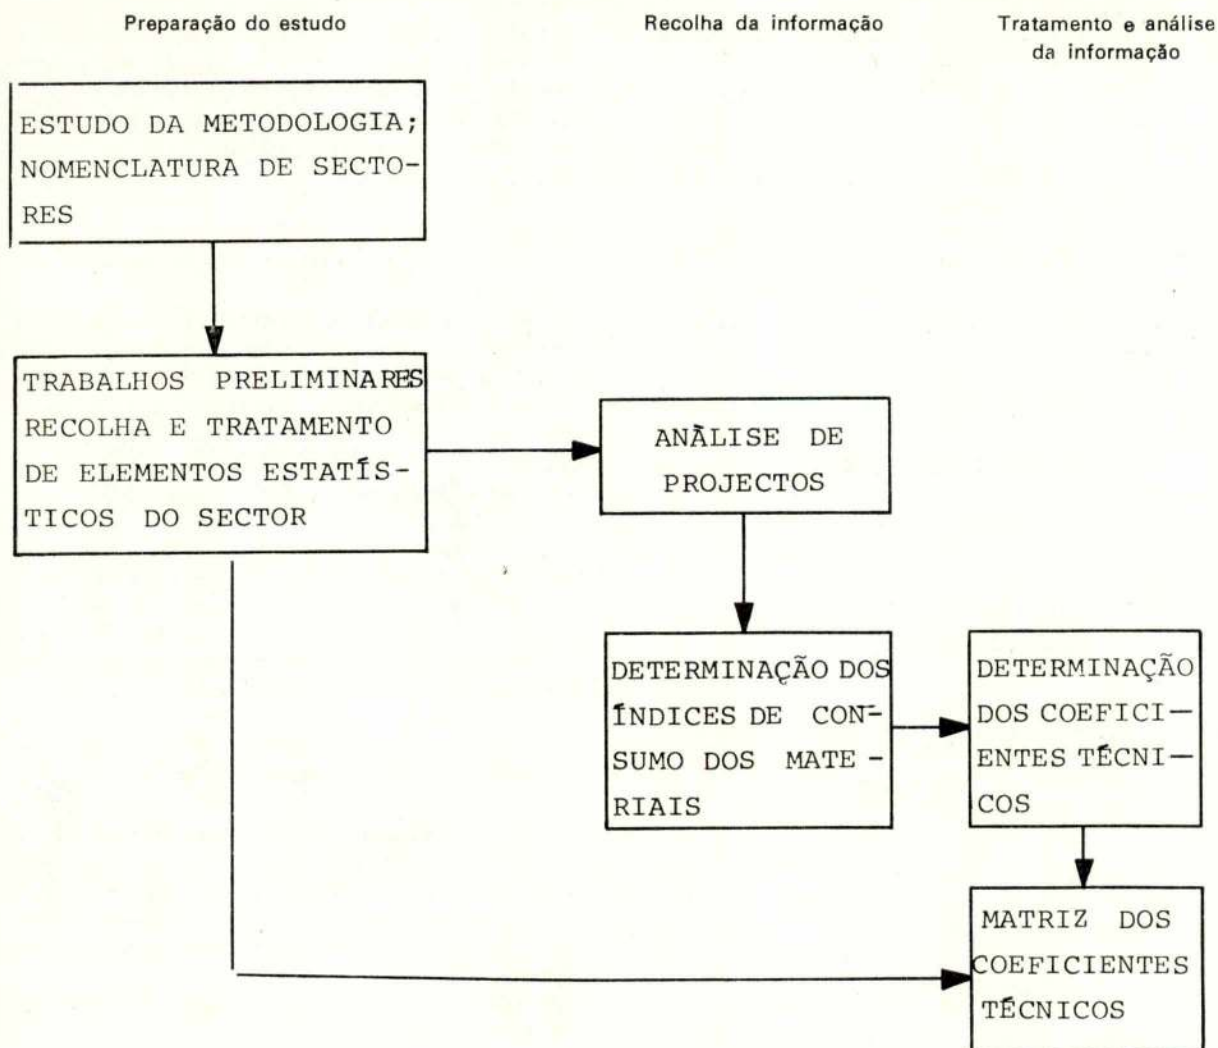 Preparação do estudo
Recolha da informação
Tratamento e análise
da informação
ESTUDO DA METODOLOGIA;
NOMENCLATURA DE SECTO-
RES
TRABALHOS PRELIMINARES
RECOLHA E TRATAMENTO
DE ELEMENTOS ESTATÍS-
TICOS DO SECTOR
ANÀLISE DE
PROJECTOS
DETERMINAÇÃO DOS
ÍNDICES DE CON-
SUMO DOS MATE-
RIAIS
DETERMINAÇÃO
DOS COEFICI-
ENTES TÉCNI-
COS
MATRIZ DOS
COEFICIENTES
TÉCNICOS